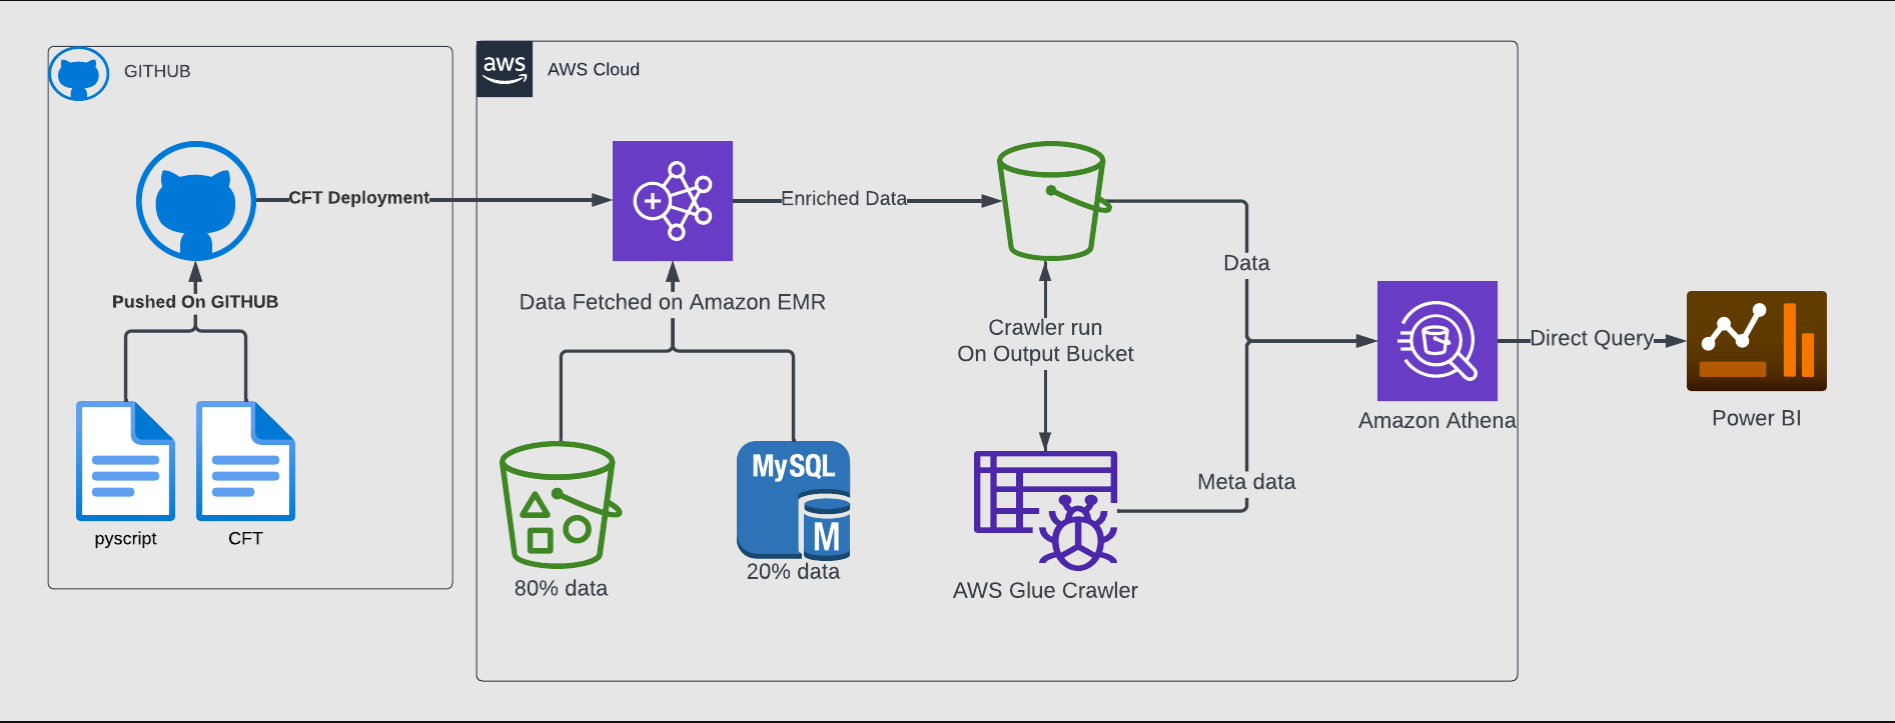 GITHUB
aws
AWS Cloud
CFT Deployment
Enriched Data
Pushed On GITHUB
Data Fetched on Amazon EMR
Data
Crawler run
On Output Bucket
Direct Query
Amazon Athena
Power BI
MySQL
M
Meta data
pyscript
CFT
80% data
20% data
AWS Glue Crawler